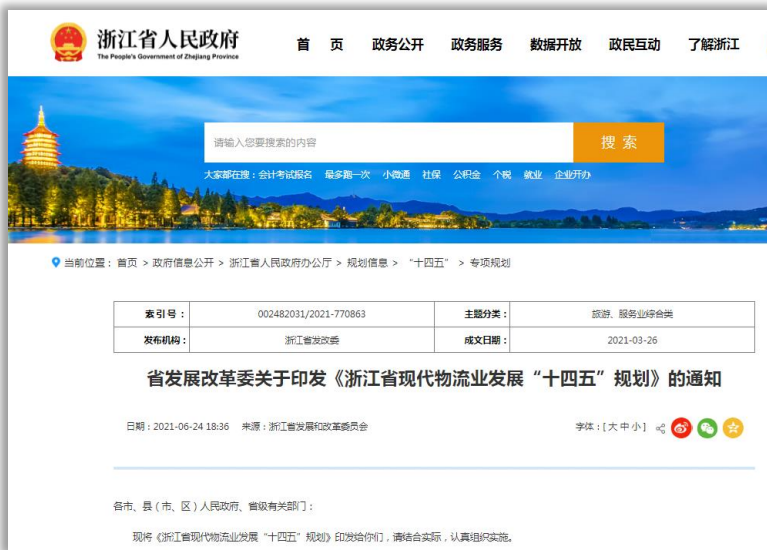 浙江省人民政府
The People's Government of Zhejiang Province
首 页 政务公开 政务服务 数据开放 政民互动 了解浙江
请输入您要搜索的内容 搜 索
大家都在搜：会计考试报名 最多跑一次 小微通 社保 公积金 个税 就业 企业开办
当前位置：首页 > 政府信息公开 > 浙江省人民政府办公厅 > 规划信息 > “十四五” > 专项规划
索引号： 002482031/2021-770863 主题分类： 旅游、服务业综合类
发布机构： 浙江省发改委 成文日期： 2021-03-26
省发展改革委关于印发《浙江省现代物流业发展“十四五”规划》的通知
日期：2021-06-24 18:36 来源：浙江省发展和改革委员会 字体：[ 大 中 小 ]
各市、县（市、区）人民政府、省级有关部门：
现将《浙江省现代物流业发展“十四五”规划》印发给你们，请结合实际，认真组织实施。